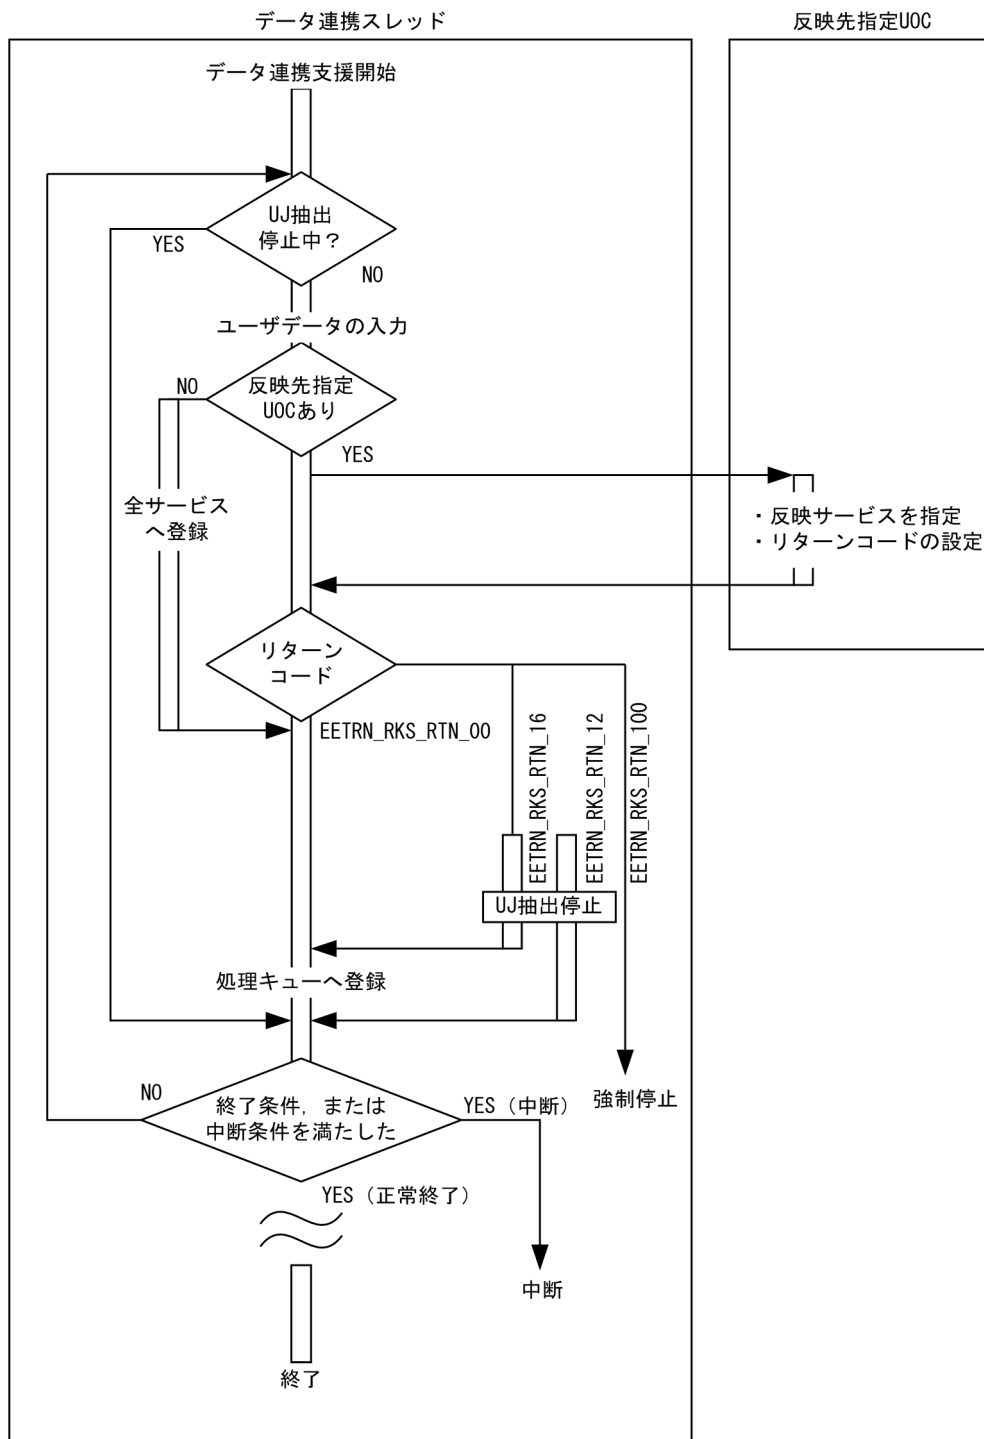 データ連携スレッド
反映先指定UOC
データ連携支援開始
UJ抽出
停止中？
YES
NO
ユーザデータの入力
反映先指定
UOCあり
NO
YES
全サービス
へ登録
・反映サービスを指定
・リターンコードの設定
リターン
コード
EETRN_RKS_RTN_00
EETRN_RKS_RTN_16
EETRN_RKS_RTN_12
EETRN_RKS_RTN_100
UJ抽出停止
処理キューへ登録
強制停止
NO
終了条件，または
中断条件を満たした
YES（中断）
YES（正常終了）
中断
終了